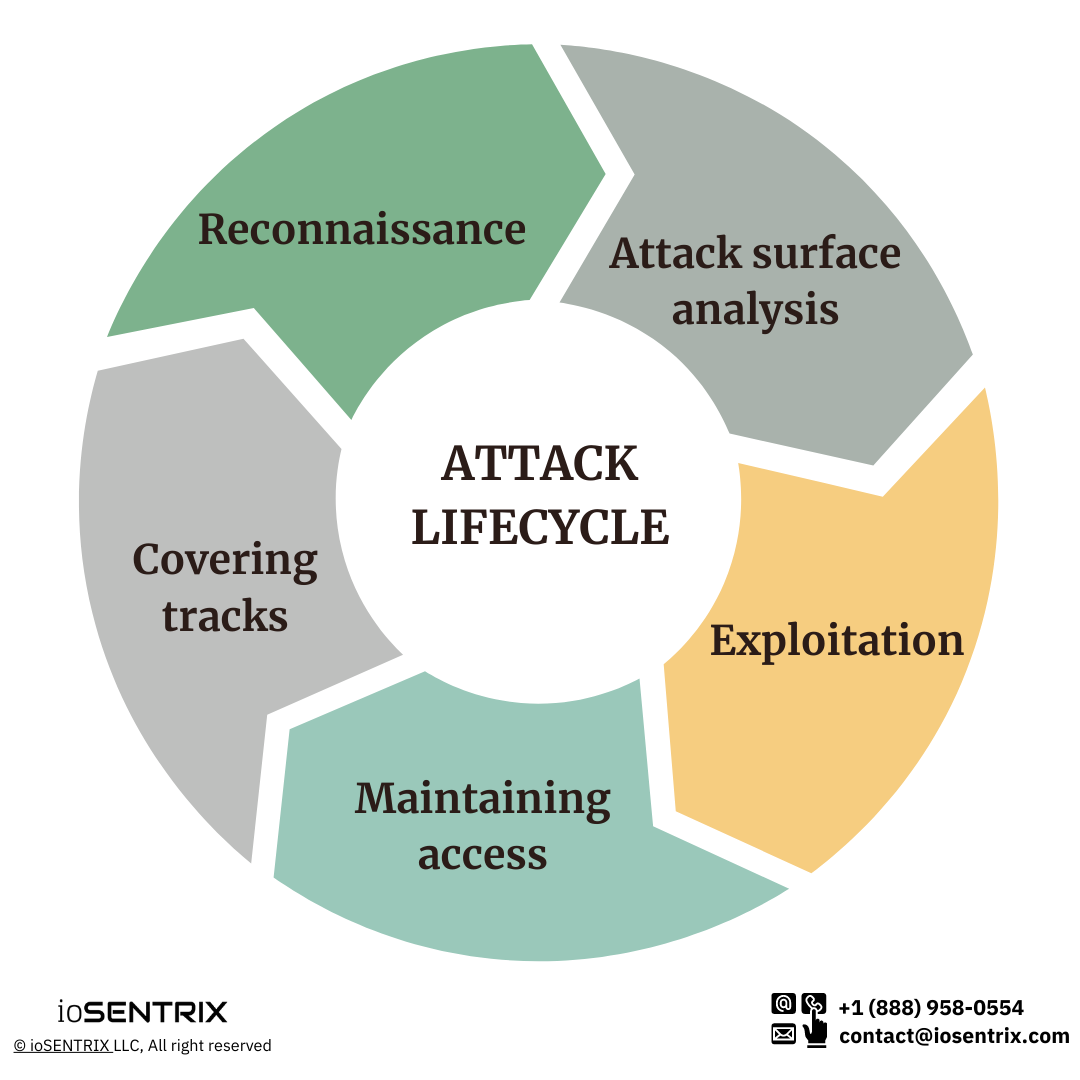 Reconnaissance
Attack surface
analysis
ATTACK
LIFECYCLE
Covering
tracks
Exploitation
Maintaining
access
ioSENTRIX
© ioSENTRIX LLC, All right reserved
+1 (888) 958-0554
contact@iosentrix.com